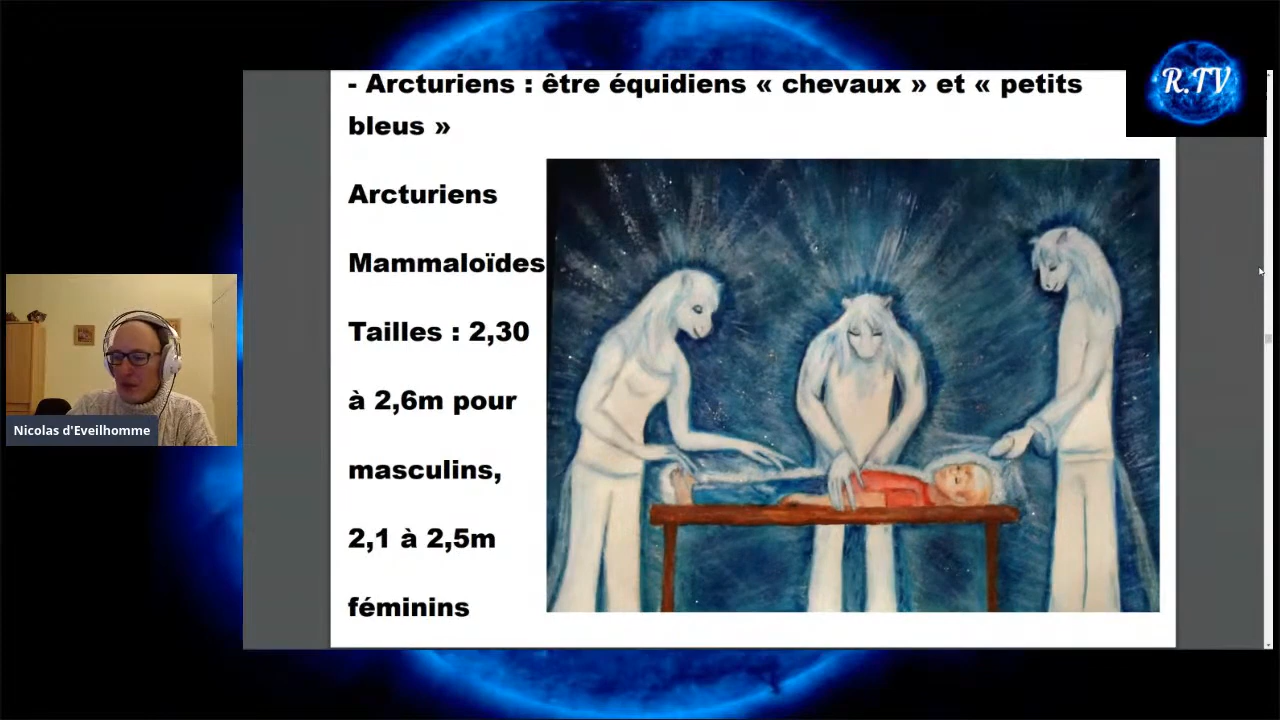 - Arcturiens : être équidiens « chevaux » et « petits
bleus »
Arcturiens
Mammaloïdes
Tailles : 2,30
à 2,6m pour
masculins,
2,1 à 2,5m
féminins
R.TV
Nicolas d'Eveilhomme